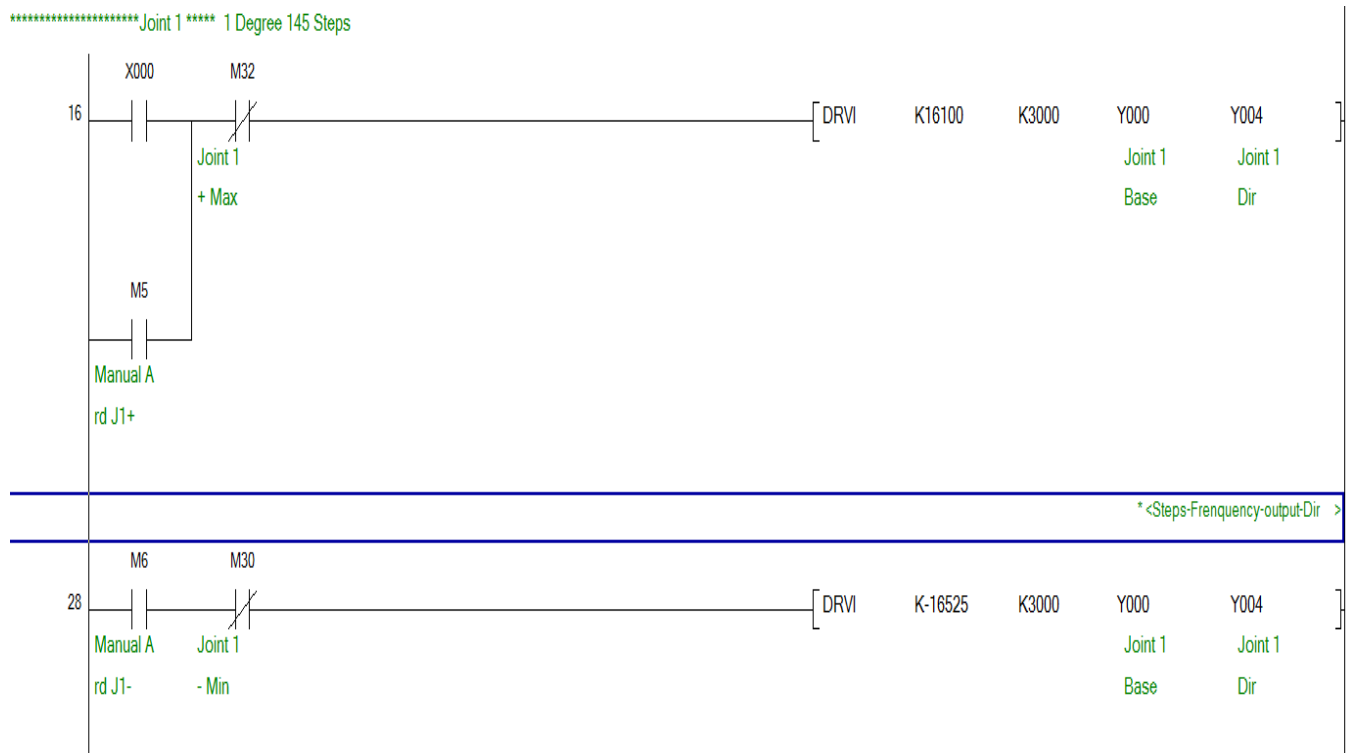 **********************Joint 1 ***** 1 Degree 145 Steps
X000 M32
16 DRVI K16100 K3000 Y000 Y004
Joint 1 Joint 1 Joint 1
+ Max Base Dir
M5
Manual A
rd J1+
* <Steps-Frenquency-output-Dir >
M6 M30
28 DRVI K-16525 K3000 Y000 Y004
Manual A Joint 1 Joint 1 Joint 1
rd J1- - Min Base Dir